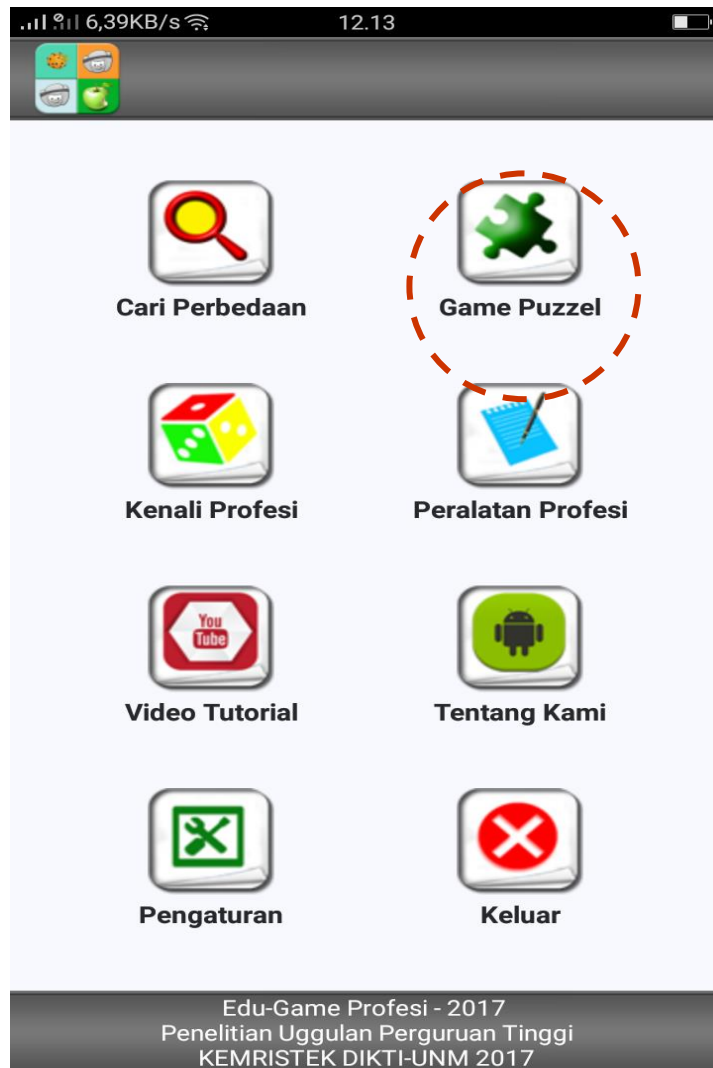 6,39KB/s 12.13
Cari Perbedaan Game Puzzel
Kenali Profesi Peralatan Profesi
You
Tube
Video Tutorial Tentang Kami
Pengaturan Keluar
Edu-Game Profesi - 2017
Penelitian Uggulan Perguruan Tinggi
KEMRISTEK DIKTI-UNM 2017